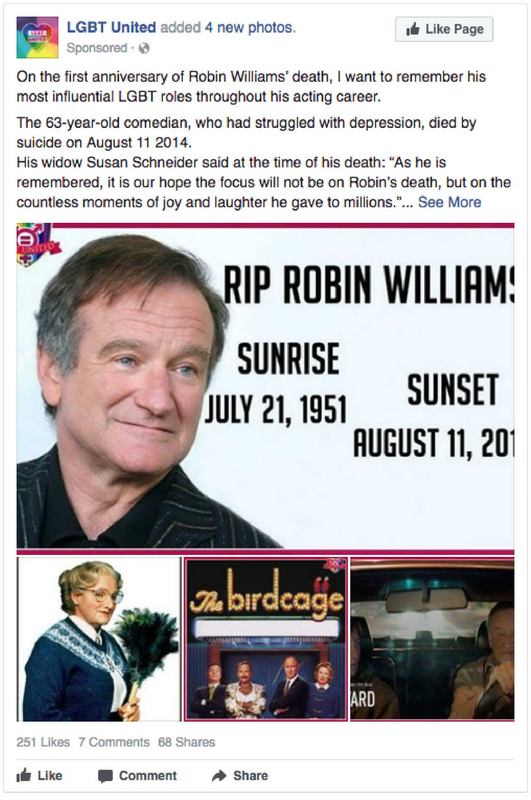 LGBT United added 4 new photos.
Sponsored ·
Like Page
On the first anniversary of Robin Williams' death, I want to remember his
most influential LGBT roles throughout his acting career.
The 63-year-old comedian, who had struggled with depression, died by
suicide on August 11 2014.
His widow Susan Schneider said at the time of his death: “As he is
remembered, it is our hope the focus will not be on Robin's death, but on the
countless moments of joy and laughter he gave to millions.”... See More
UNITED
RIP ROBIN WILLIAMS
SUNRISE
JULY 21, 1951
SUNSET
AUGUST 11, 201
The birdcage
ARD
251 Likes 7 Comments 68 Shares
Like Comment Share